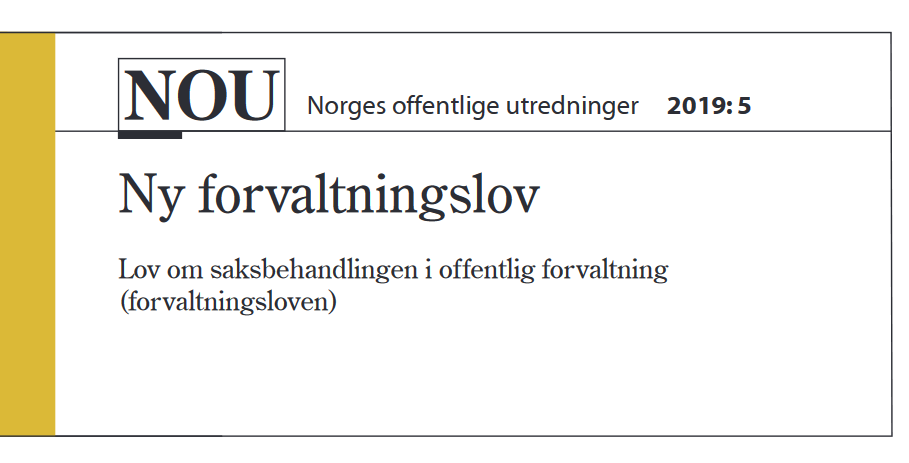 NOU Norges offentlige utredninger 2019: 5
Ny forvaltningslov
Lov om saksbehandlingen i offentlig forvaltning
(forvaltningsloven)